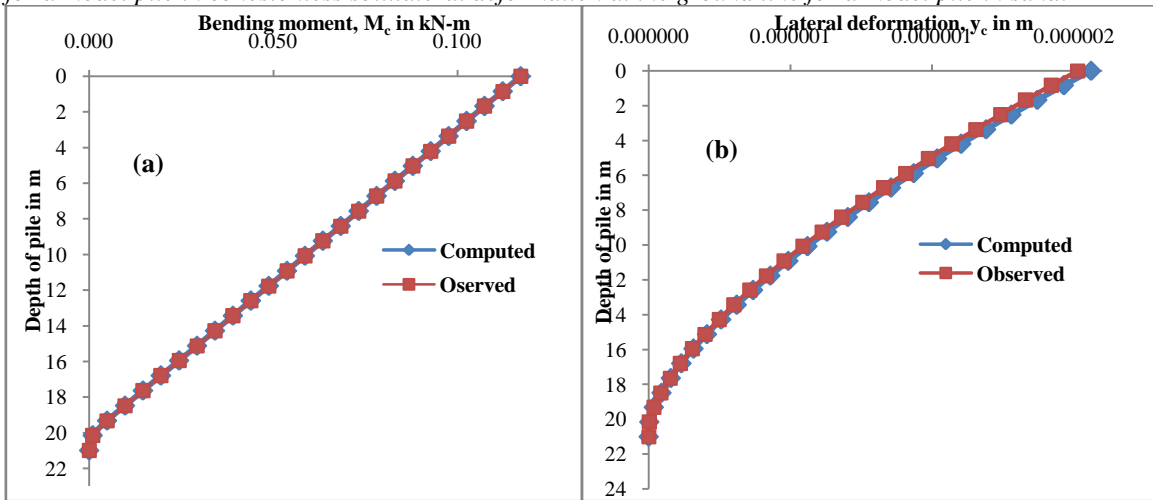 Bending moment, Mc in kN-m
0.000 0.050 0.100
0
2
4
6
8
10
12
14
16
18
20
22
Depth of pile in m
(a)
Computed
Oserved
Lateral deformation, yc in m
0.000000 0.000001 0.000001 0.000002
0
2
4
6
8
10
12
14
16
18
20
22
24
Depth of pile in m
(b)
Computed
Observed